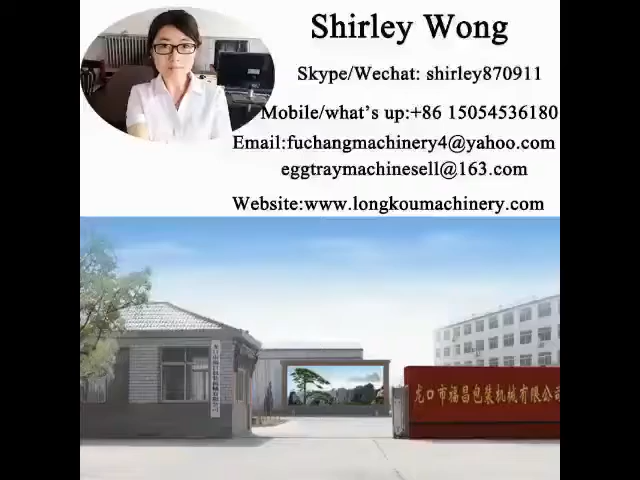 Shirley Wong
Skype/Wechat: shirley870911
Mobile/what's up:+86 15054536180
Email:fuchangmachinery4@yahoo.com
eggtraymachinesell@163.com
Website:www.longkoumachinery.com
龙口市福昌包装机械有限公司